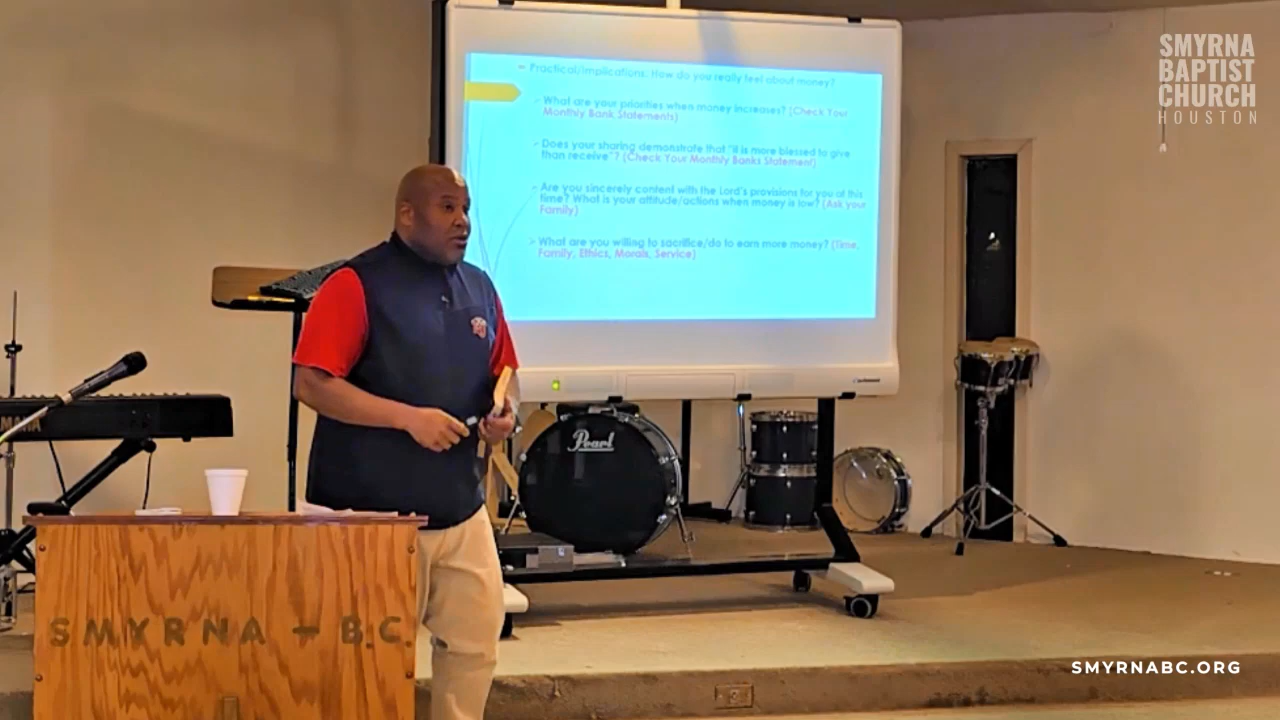 SMYRNA
BAPTIST
CHURCH
HOUSTON
Practical/Implications: How do you really feel about money?
What are your priorities when money increases? (Check Your
Monthly Bank Statements)
Does your sharing demonstrate that "it is more blessed to give
than receive"? (Check Your Monthly Banks Statement)
Are you sincerely content with the Lord's provisions for you at this
time? What is your attitude/actions when money is low? (Ask your
Family)
What are you willing to sacrifice/do to earn more money? (Time,
Family, Ethics, Morals, Service)
YAMAHA
Pearl
SMYRNA - B.C.
SMYRNABC.ORG